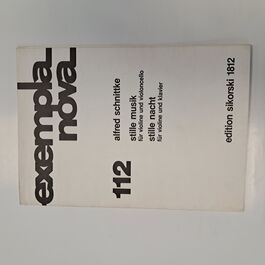 exempla
nova
112
alfred schnittke
stille musik
für violine und violoncello
stille nacht
für violine und klavier
edition sikorski 1812